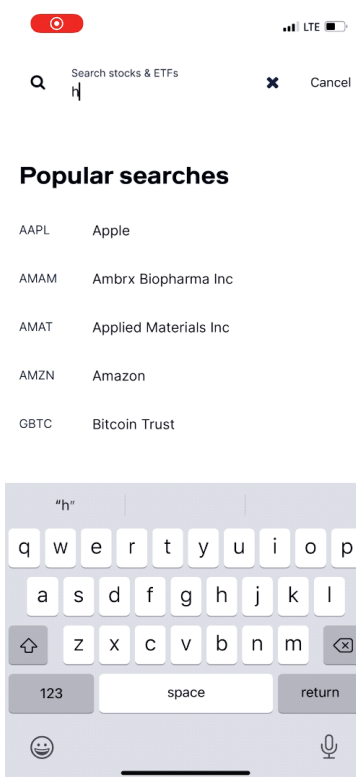 LTE
Search stocks & ETFs
h
Cancel
Popular searches
AAPL Apple
AMAM Ambrx Biopharma Inc
AMAT Applied Materials Inc
AMZN Amazon
GBTC Bitcoin Trust
“h”
q w e r t y u i o p
a s d f g h j k l
z x c v b n m
123 space return